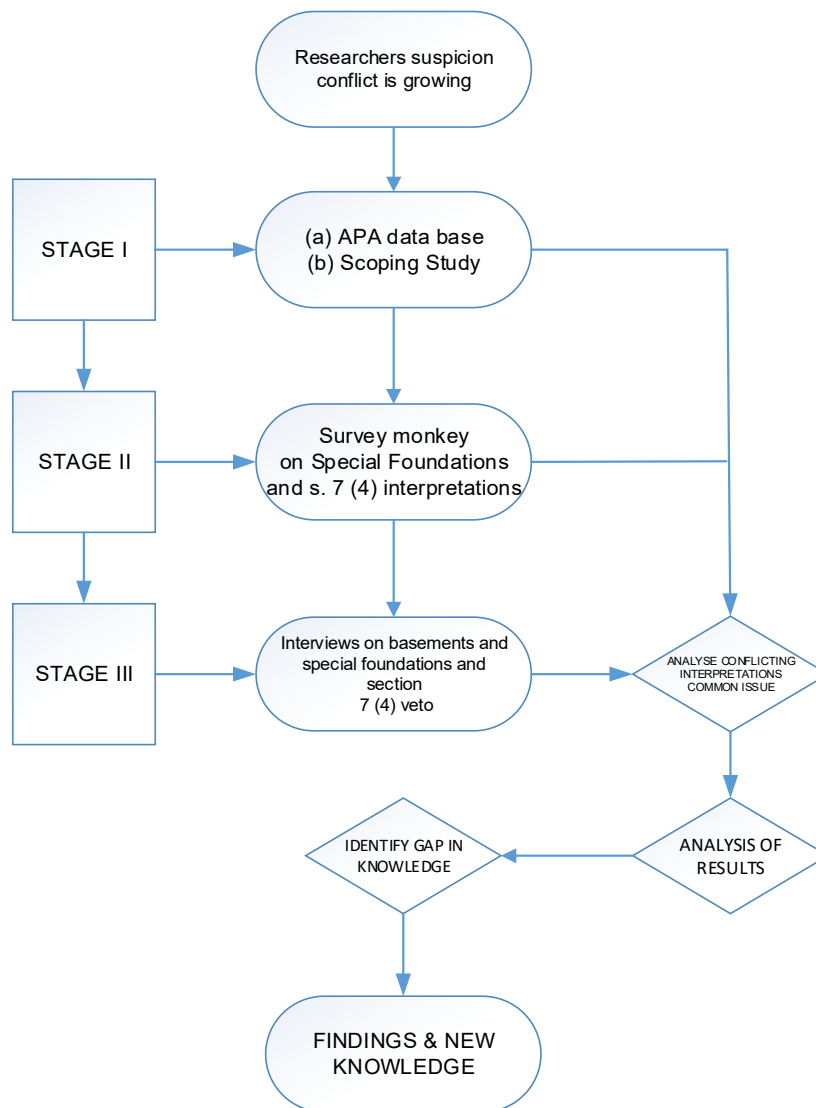 Researchers suspicion
conflict is growing
STAGE I
(a) APA data base
(b) Scoping Study
STAGE II
Survey monkey
on Special Foundations
and s. 7 (4) interpretations
STAGE III
Interviews on basements and
special foundations and
section
7 (4) veto
ANALYSE CONFLICTING
INTERPRETATIONS
COMMON ISSUE
IDENTIFY GAP IN
KNOWLEDGE
ANALYSIS OF
RESULTS
FINDINGS & NEW
KNOWLEDGE